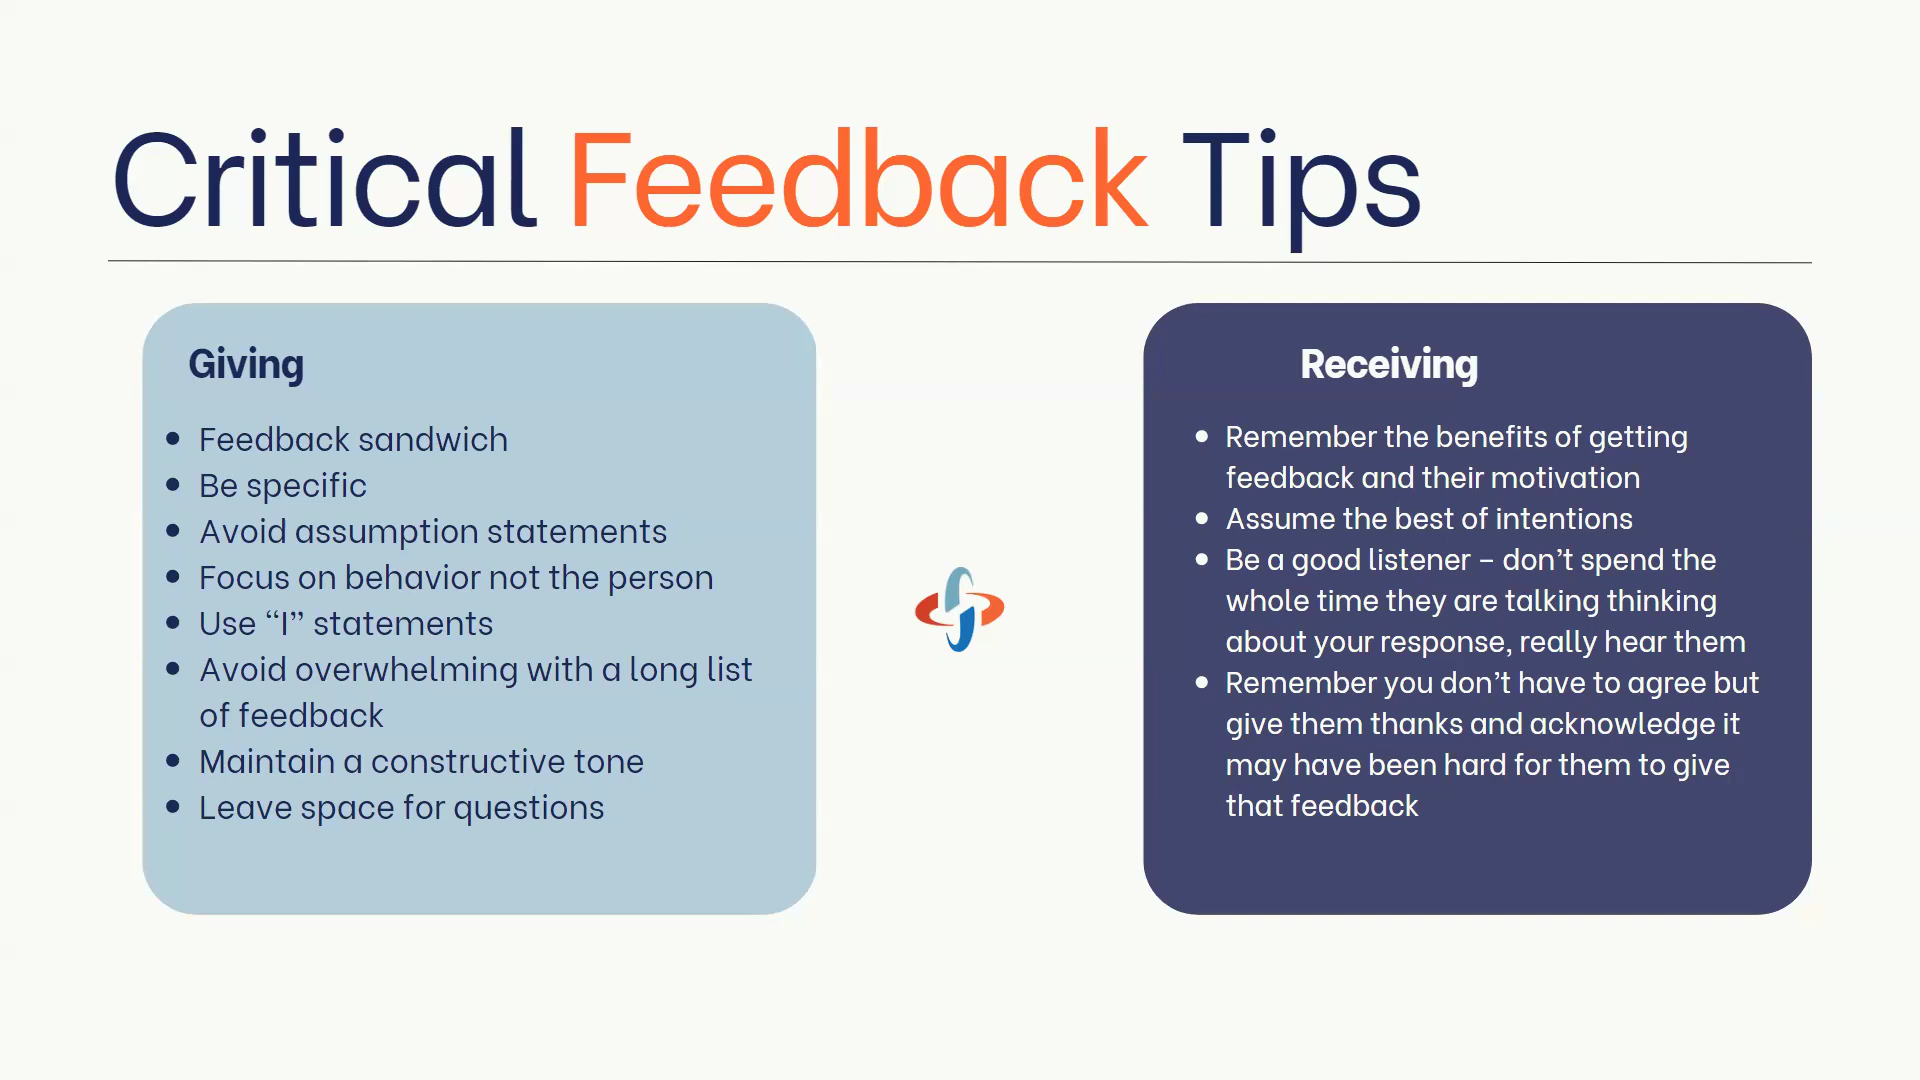 Critical Feedback Tips
Giving
• Feedback sandwich
• Be specific
• Avoid assumption statements
• Focus on behavior not the person
• Use “I” statements
• Avoid overwhelming with a long list
of feedback
• Maintain a constructive tone
• Leave space for questions
Receiving
• Remember the benefits of getting
feedback and their motivation
• Assume the best of intentions
• Be a good listener – don’t spend the
whole time they are talking thinking
about your response, really hear them
• Remember you don’t have to agree but
give them thanks and acknowledge it
may have been hard for them to give
that feedback